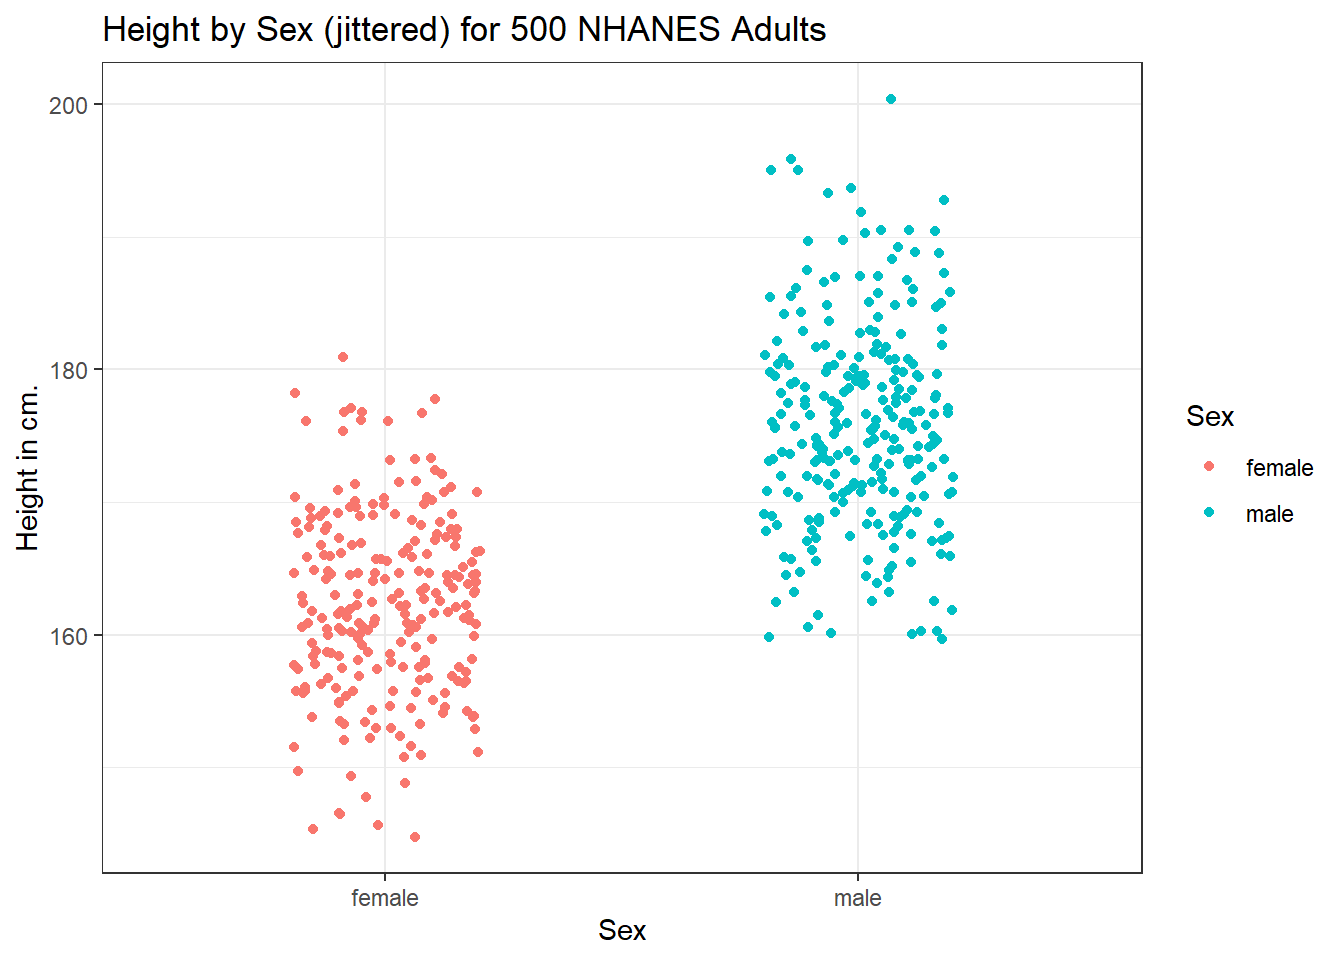 Height by Sex (jittered) for 500 NHANES Adults
200
180
160
Height in cm.
female
male
Sex
Sex
female
male